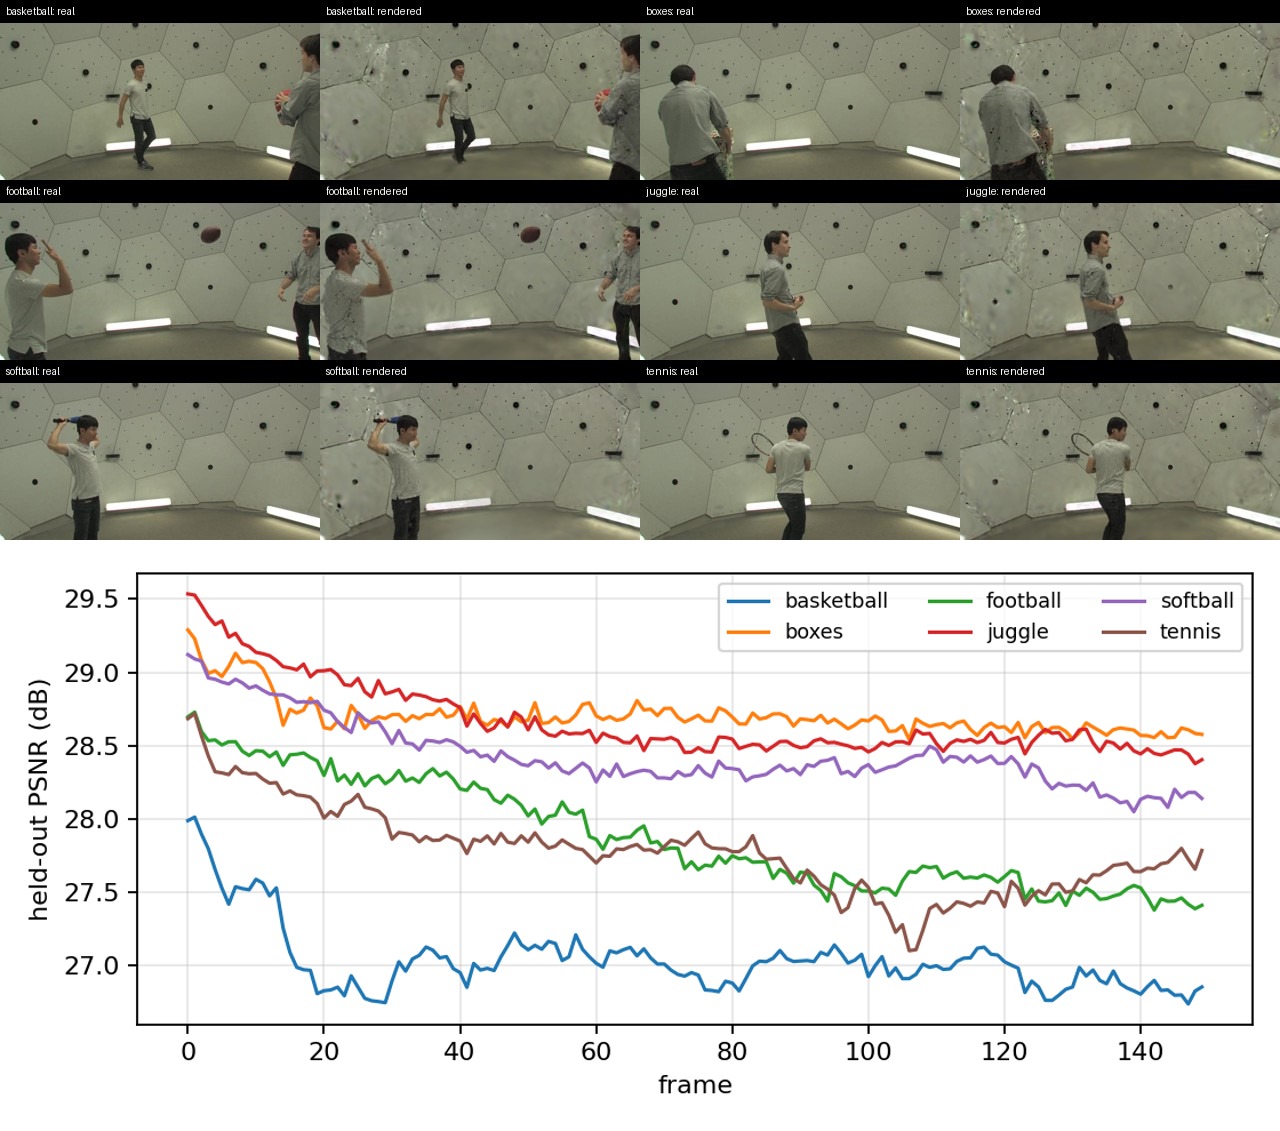 basketball: real
basketball: rendered
boxes: real
boxes: rendered
football: real
football: rendered
juggle: real
juggle: rendered
softball: real
softball: rendered
tennis: real
tennis: rendered
basketball
football
softball
boxes
juggle
tennis
held-out PSNR (dB)
29.5
29.0
28.5
28.0
27.5
27.0
0
20
40
60
80
100
120
140
frame